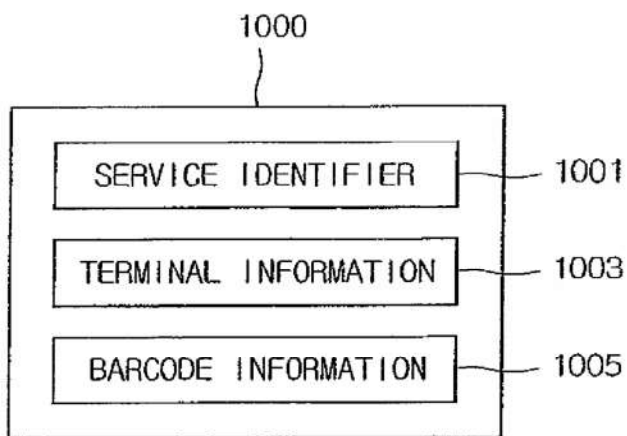 1000
SERVICE IDENTIFIER 1001
TERMINAL INFORMATION 1003
BARCODE INFORMATION 1005